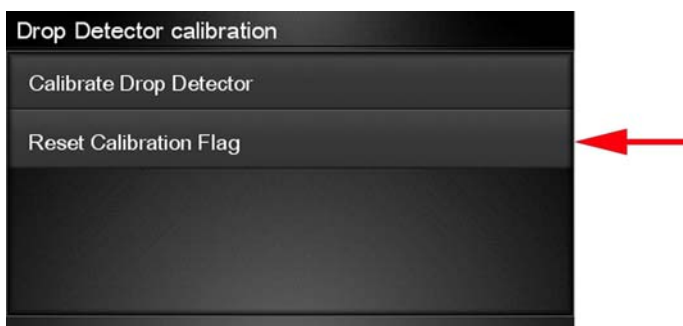 Drop Detector calibration
Calibrate Drop Detector
Reset Calibration Flag